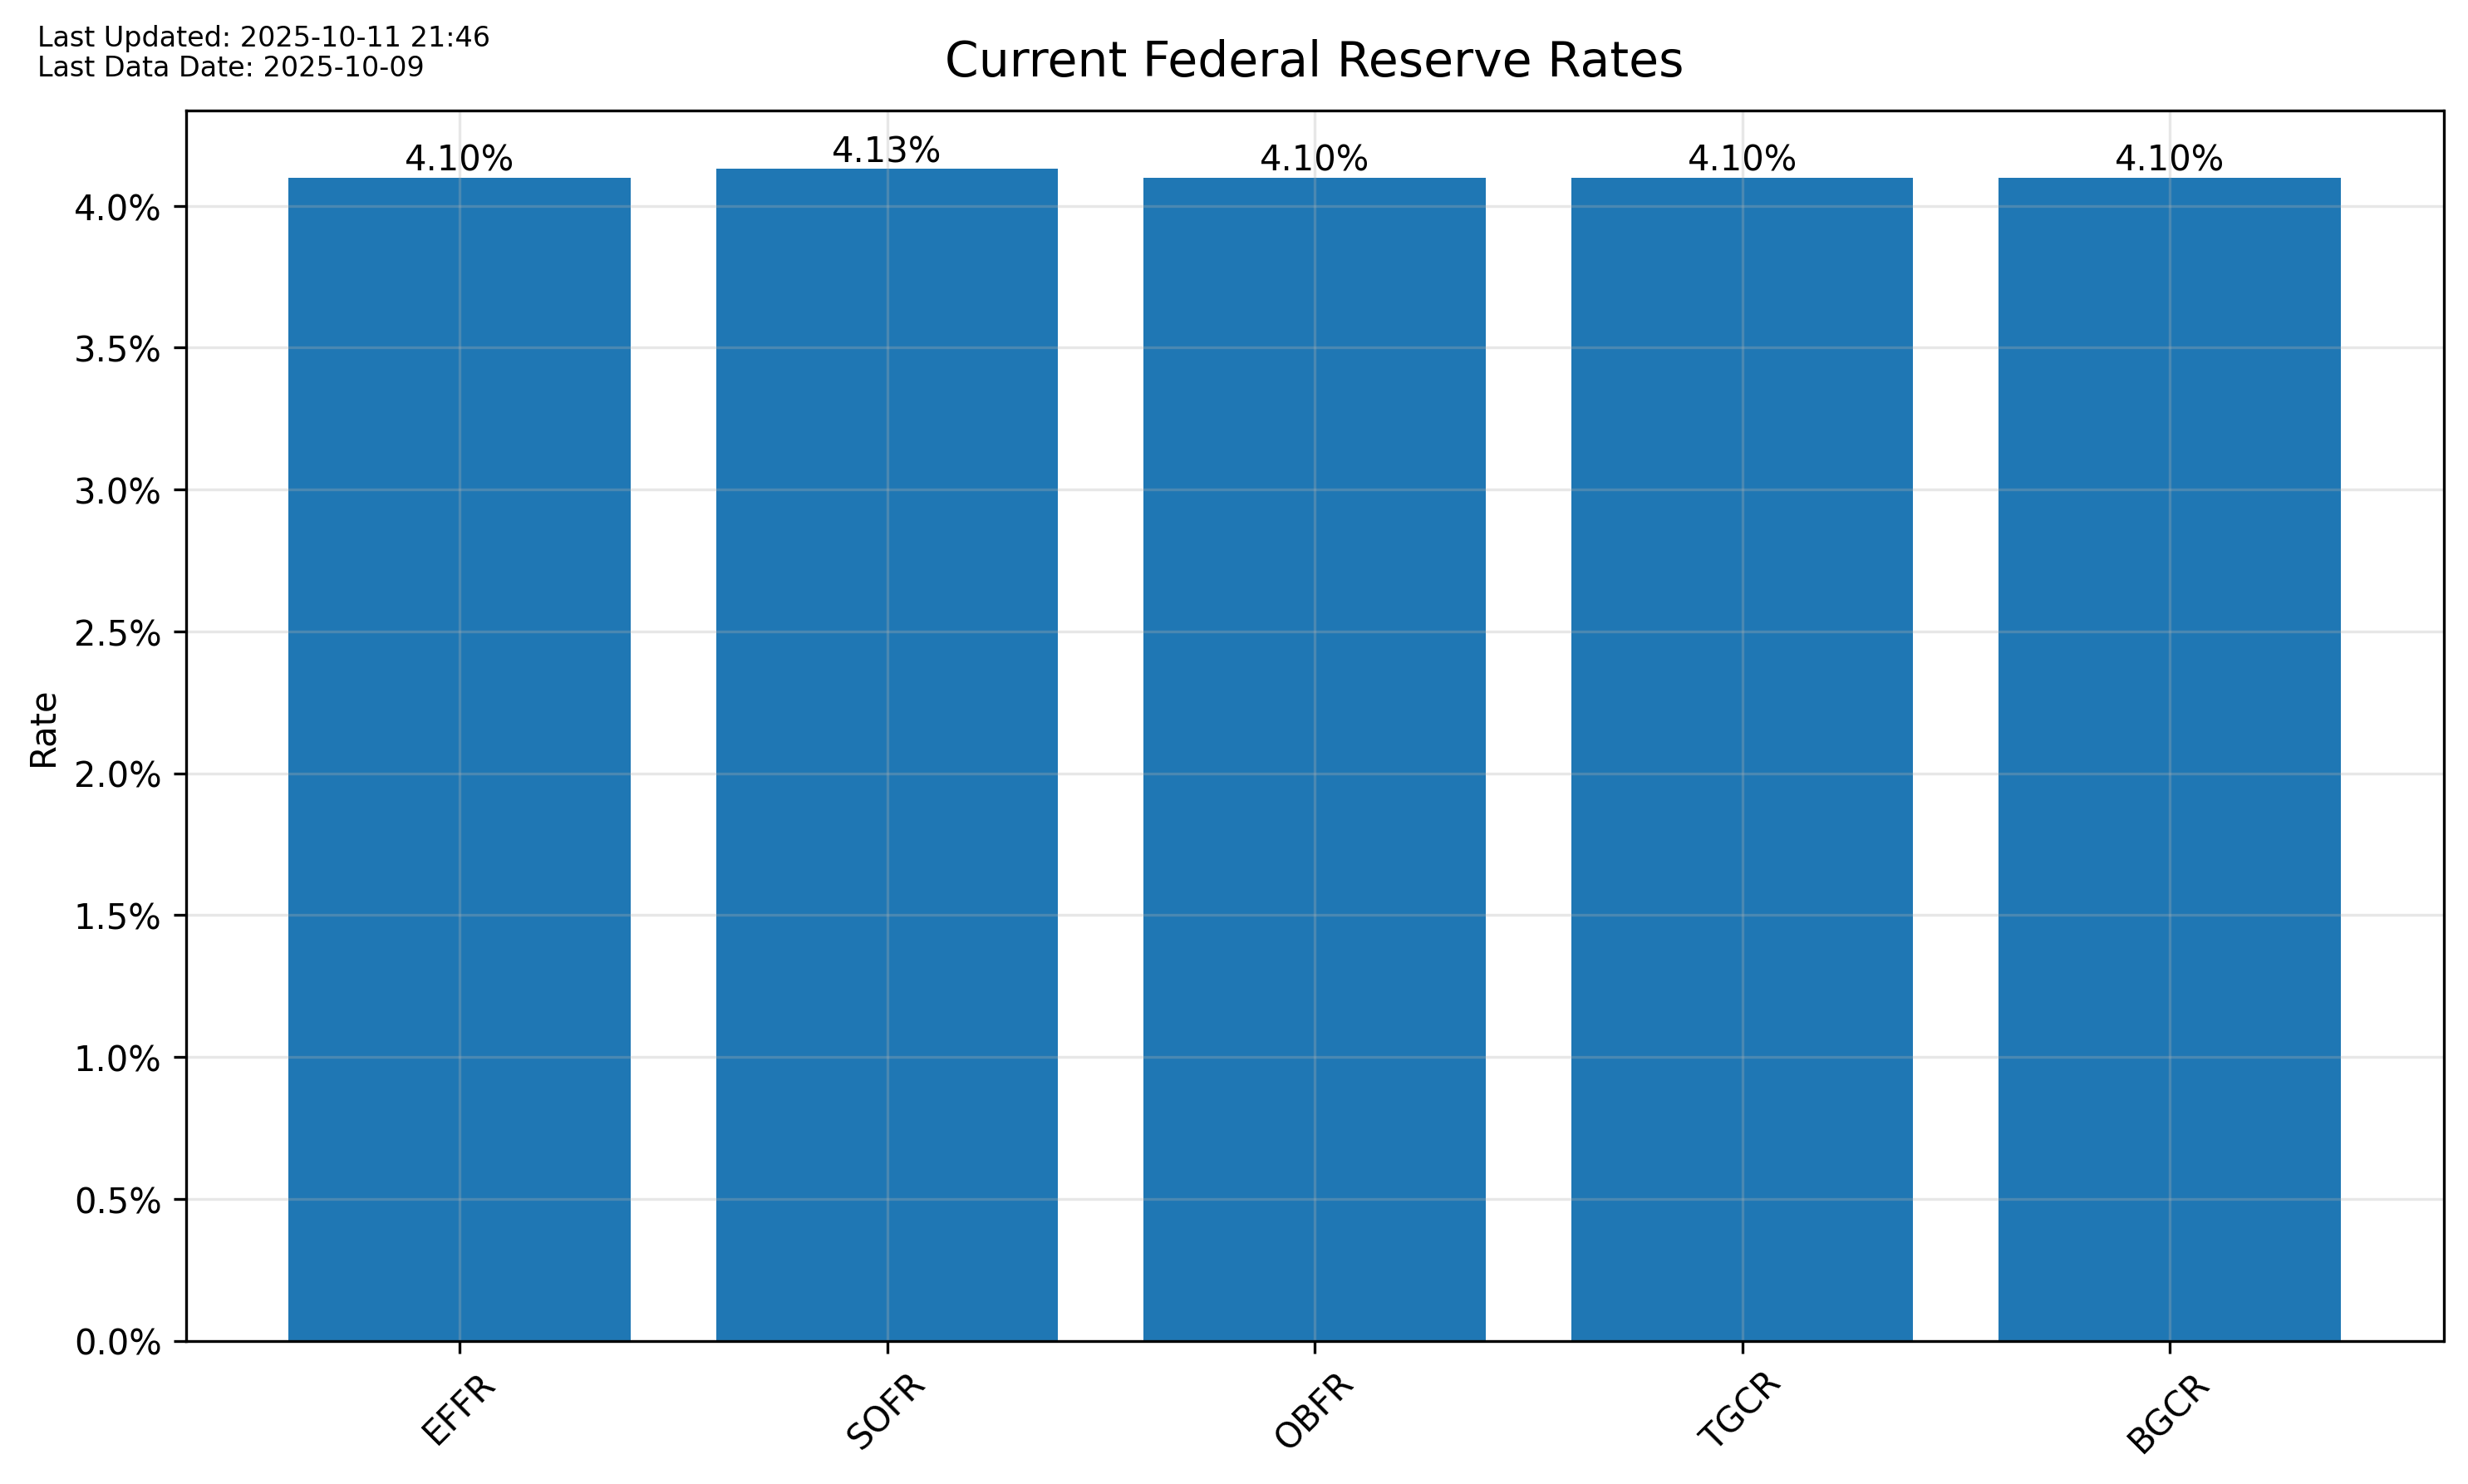 Last Updated: 2025-10-11 21:46
Last Data Date: 2025-10-09
Current Federal Reserve Rates
4.10%
4.13%
4.10%
4.10%
4.10%
4.0%
3.5%
3.0%
2.5%
2.0%
1.5%
1.0%
0.5%
0.0%
Rate
EFFR
SOFR
OBFR
TGCR
BGCR